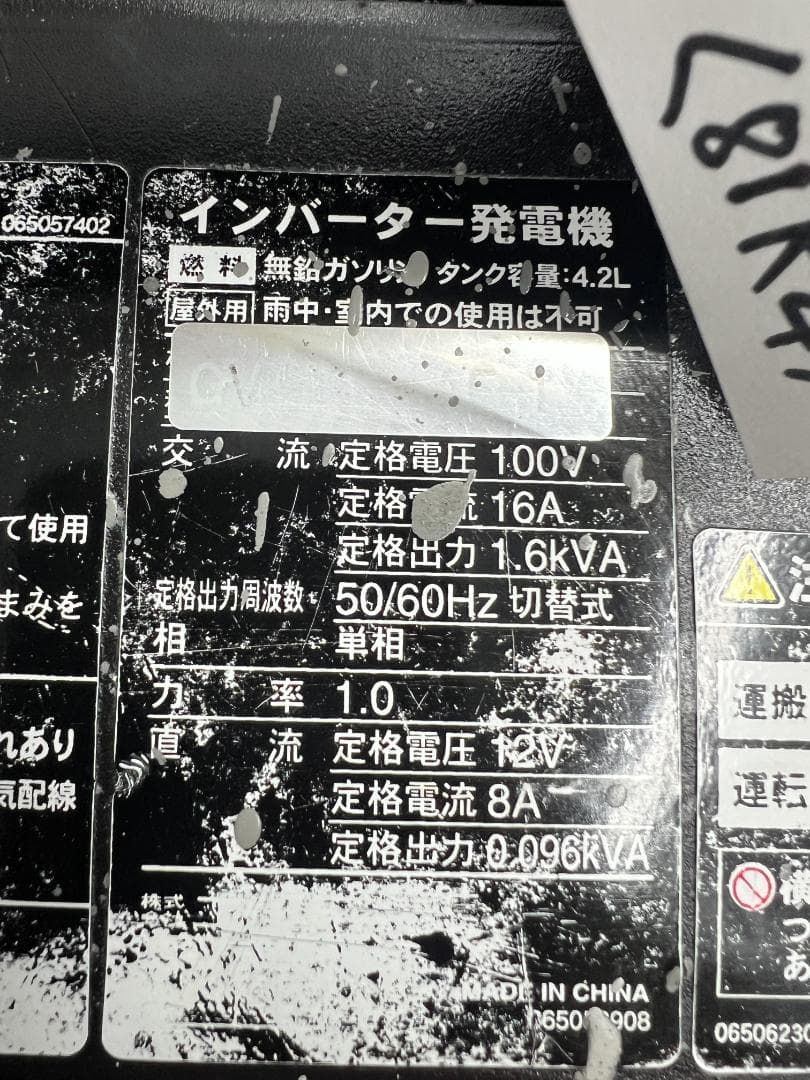 065057402
て使用
まみを
れあり
気配線
インバーター発電機
燃料 無鉛ガソリン タンク容量:4.2L
屋外用 雨中・室内での使用は不可
交流 定格電圧 100V
定格電流 16A
定格出力 1.6kVA
定格出力周波数 50/60Hz 切替式
相 単相
力率 1.0
直流 定格電圧 12V
定格電流 8A
定格出力 0.096kVA
株式
MADE IN CHINA
908
運搬
運転
つ
あ
0650623